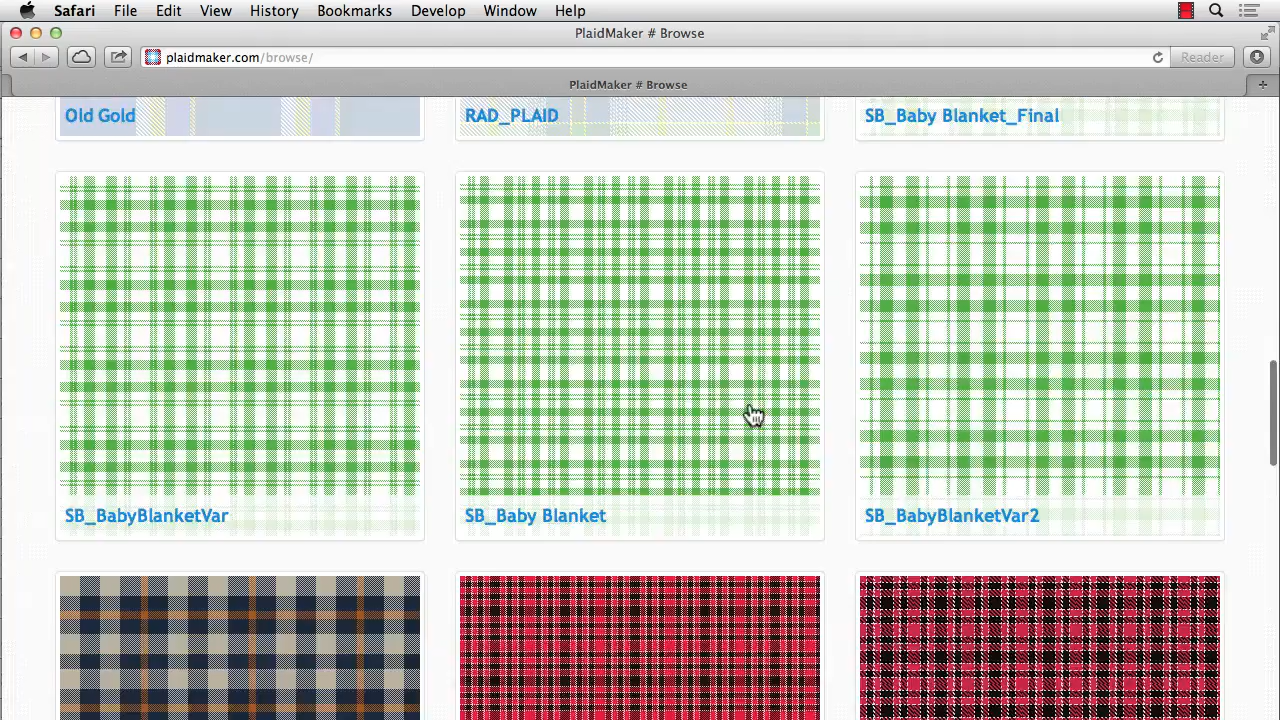 Safari File Edit View History Bookmarks Develop Window Help
PlaidMaker # Browse
plaidmaker.com/browse/
Reader
PlaidMaker # Browse
Old Gold
RAD_PLAID
SB_Baby Blanket_Final
SB_BabyBlanketVar
SB_Baby Blanket
SB_BabyBlanketVar2